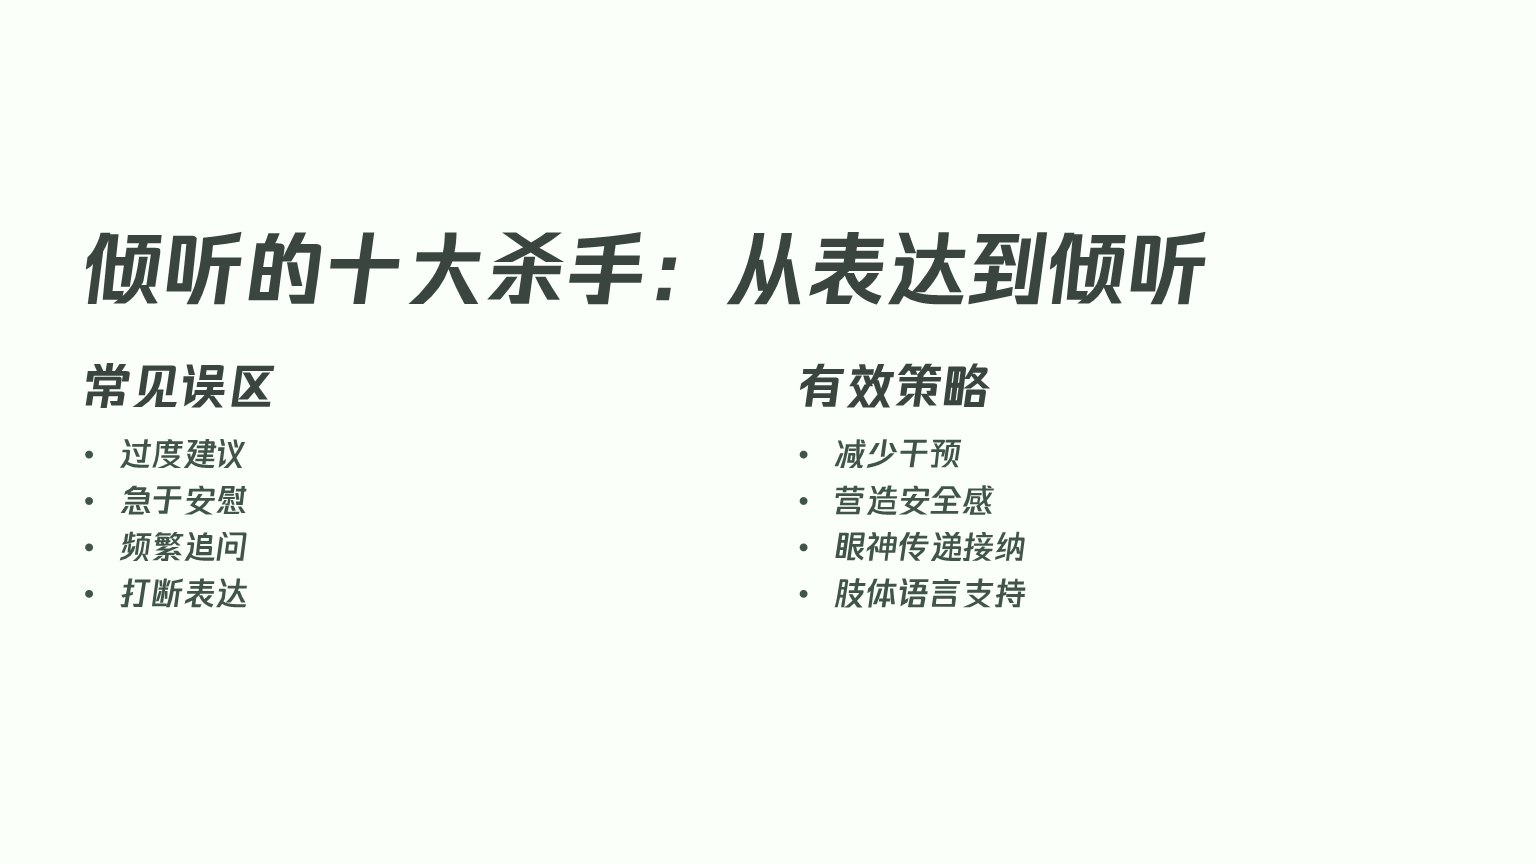 倾听的十大杀手：从表达到倾听
常见误区
• 过度建议
• 急于安慰
• 频繁追问
• 打断表达
有效策略
• 减少干预
• 营造安全感
• 眼神传递接纳
• 肢体语言支持